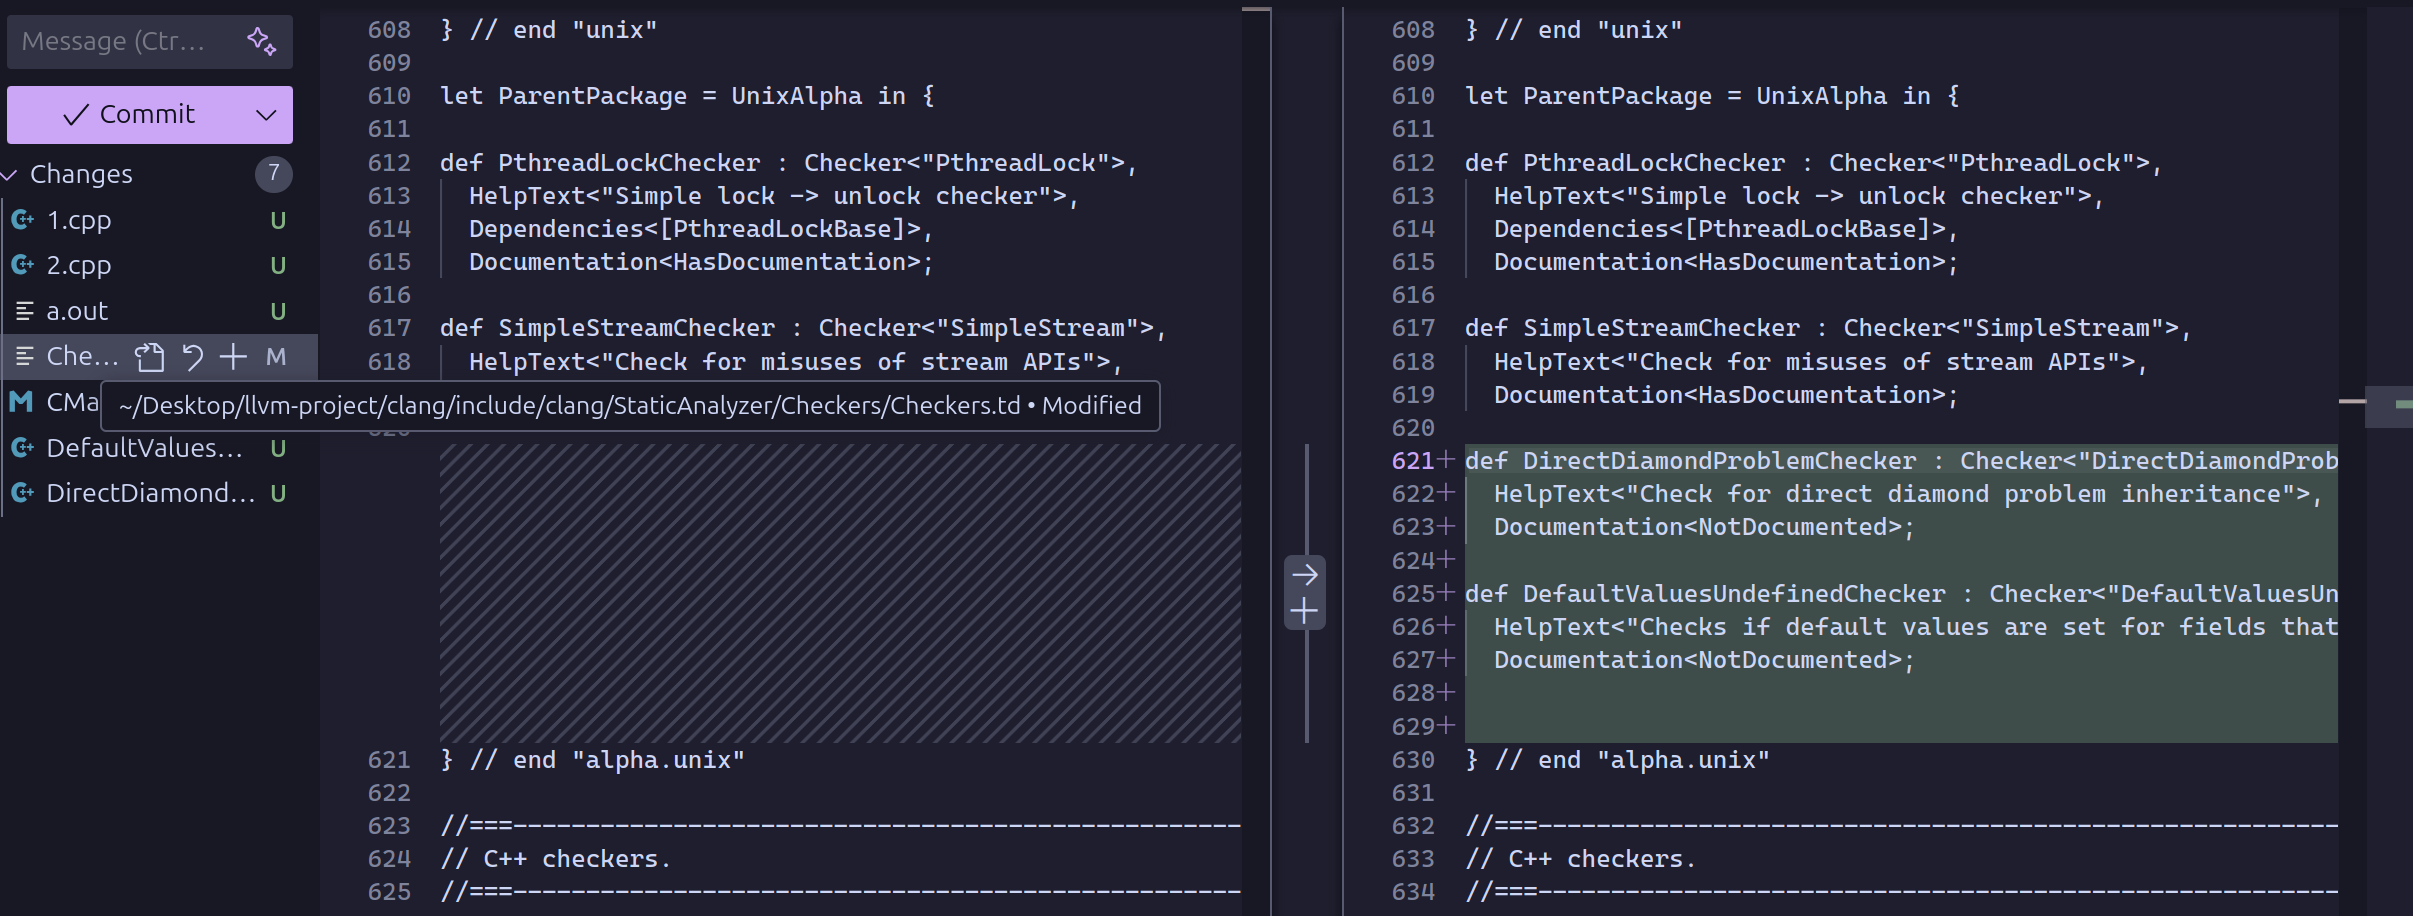 Message (Ctr...
Commit
Changes 7
1.cpp U
2.cpp U
a.out U
Che... M
CMa
~/Desktop/llvm-project/clang/include/clang/StaticAnalyzer/Checkers/Checkers.td • Modified
DefaultValues... U
DirectDiamond... U
608 } // end "unix"
609
610 let ParentPackage = UnixAlpha in {
611
612 def PthreadLockChecker : Checker<"PthreadLock">,
613 HelpText<"Simple lock -> unlock checker">,
614 Dependencies<[PthreadLockBase]>,
615 Documentation<HasDocumentation>;
616
617 def SimpleStreamChecker : Checker<"SimpleStream">,
618 HelpText<"Check for misuses of stream APIs">,
621 } // end "alpha.unix"
622
623 //===--------------------------------------------------
624 // C++ checkers.
625 //===--------------------------------------------------
608 } // end "unix"
609
610 let ParentPackage = UnixAlpha in {
611
612 def PthreadLockChecker : Checker<"PthreadLock">,
613 HelpText<"Simple lock -> unlock checker">,
614 Dependencies<[PthreadLockBase]>,
615 Documentation<HasDocumentation>;
616
617 def SimpleStreamChecker : Checker<"SimpleStream">,
618 HelpText<"Check for misuses of stream APIs">,
619 Documentation<HasDocumentation>;
620
621+ def DirectDiamondProblemChecker : Checker<"DirectDiamondProb
622+ HelpText<"Check for direct diamond problem inheritance">,
623+ Documentation<NotDocumented>;
624+
625+ def DefaultValuesUndefinedChecker : Checker<"DefaultValuesUn
626+ HelpText<"Checks if default values are set for fields that
627+ Documentation<NotDocumented>;
628+
629+
630 } // end "alpha.unix"
631
632 //===-------------------------------------------------------
633 // C++ checkers.
634 //===-------------------------------------------------------